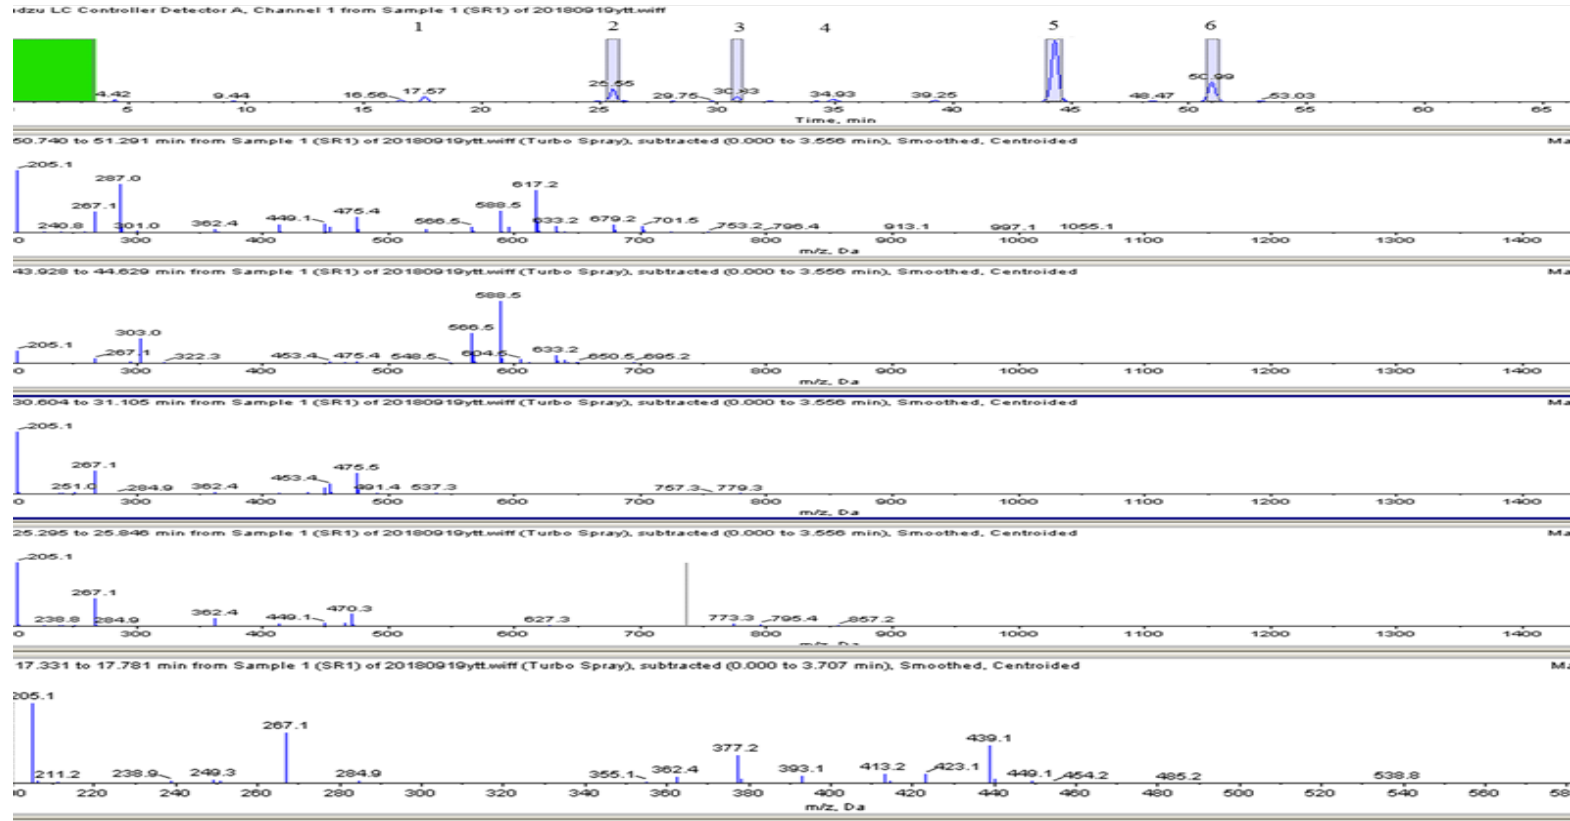 dzu LC Controller Detector A, Channel 1 from Sample 1 (SR1) of 20180919ytt.wiff
1 2 3 4 5 6
4.42 9.44 16.56 17.57 25.55 29.75 30.83 34.93 39.25 48.47 50.99 53.03
5 10 15 20 25 30 35 40 45 50 55 60 65
Time, min
50.740 to 51.291 min from Sample 1 (SR1) of 20180919ytt.wiff (Turbo Spray), subtracted (0.000 to 3.556 min), Smoothed, Centroided Ma
205.1 240.8 267.1 287.0 301.0 362.4 449.1 475.4 566.5 588.5 617.2 633.2 679.2 701.5 753.2 796.4 913.1 997.1 1055.1
0 300 400 500 600 700 800 900 1000 1100 1200 1300 1400
m/z, Da
43.928 to 44.629 min from Sample 1 (SR1) of 20180919ytt.wiff (Turbo Spray), subtracted (0.000 to 3.556 min), Smoothed, Centroided Ma
205.1 267.1 303.0 322.3 453.4 475.4 548.5 566.5 588.5 604.5 633.2 650.5 695.2
0 300 400 500 600 700 800 900 1000 1100 1200 1300 1400
m/z, Da
30.604 to 31.105 min from Sample 1 (SR1) of 20180919ytt.wiff (Turbo Spray), subtracted (0.000 to 3.556 min), Smoothed, Centroided Ma
205.1 251.0 267.1 284.9 362.4 453.4 475.5 491.4 537.3 757.3 779.3
0 300 400 500 600 700 800 900 1000 1100 1200 1300 1400
m/z, Da
25.295 to 25.846 min from Sample 1 (SR1) of 20180919ytt.wiff (Turbo Spray), subtracted (0.000 to 3.556 min), Smoothed, Centroided Ma
205.1 238.8 267.1 284.9 362.4 449.1 470.3 627.3 773.3 795.4 857.2
0 300 400 500 600 700 800 900 1000 1100 1200 1300 1400
17.331 to 17.781 min from Sample 1 (SR1) of 20180919ytt.wiff (Turbo Spray), subtracted (0.000 to 3.707 min), Smoothed, Centroided Ma
205.1 211.2 238.9 249.3 267.1 284.9 355.1 362.4 377.2 393.1 413.2 423.1 439.1 449.1 454.2 485.2 538.8
220 240 260 280 300 320 340 360 380 400 420 440 460 480 500 520 540 560 58
m/z, Da